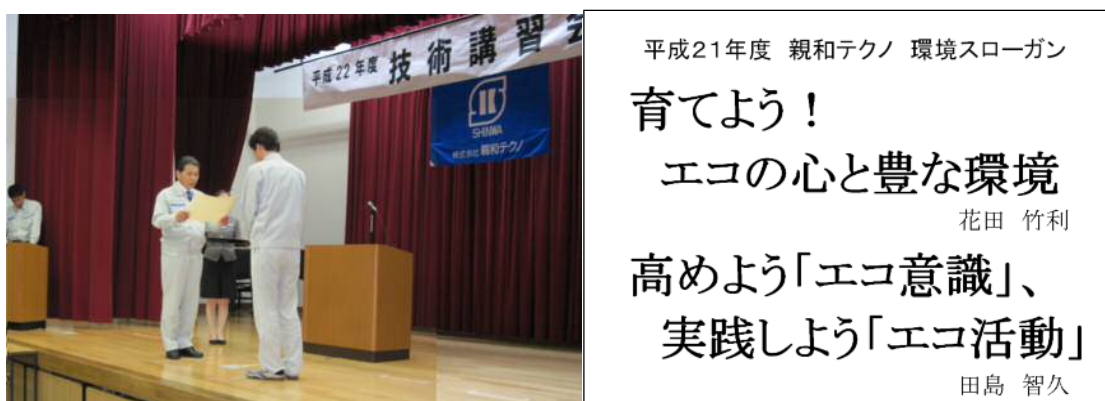 平成22年度 技術講習会
SHINWA
株式会社 親和テクノ
平成21年度 親和テクノ 環境スローガン
育てよう！
エコの心と豊な環境
花田 竹利
高めよう「エコ意識」、
実践しよう「エコ活動」
田島 智久